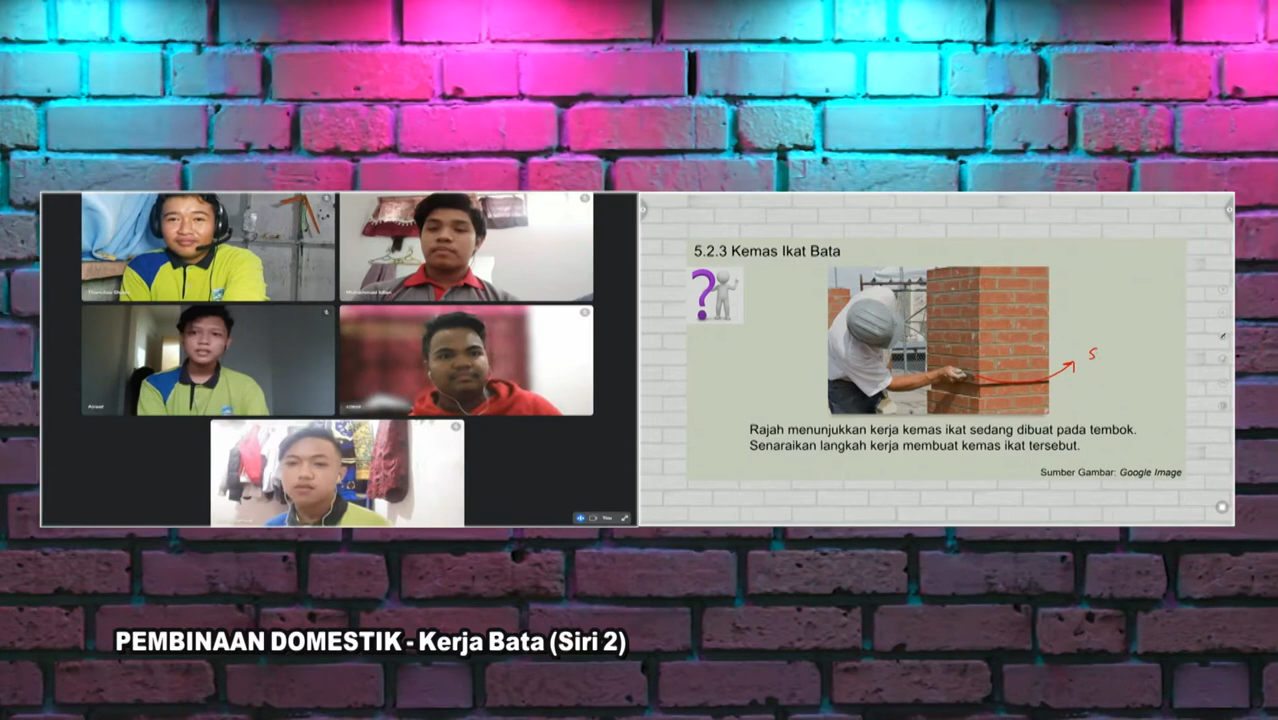 5.2.3 Kemas Ikat Bata
?
S
Rajah menunjukkan kerja kemas ikat sedang dibuat pada tembok.
Senaraikan langkah kerja membuat kemas ikat tersebut.
Sumber Gambar: Google Image
You
PEMBINAAN DOMESTIK - Kerja Bata (Siri 2)